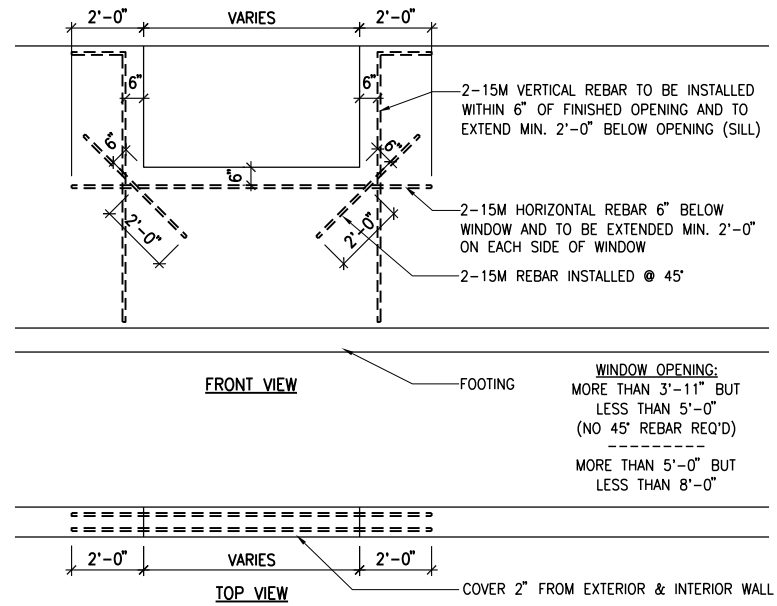 2'-0" VARIES 2'-0"
6" 6"
2-15M VERTICAL REBAR TO BE INSTALLED
WITHIN 6" OF FINISHED OPENING AND TO
EXTEND MIN. 2'-0" BELOW OPENING (SILL)
6" 6" 6"
2'-0" 2'-0"
2-15M HORIZONTAL REBAR 6" BELOW
WINDOW AND TO BE EXTENDED MIN. 2'-0"
ON EACH SIDE OF WINDOW
2-15M REBAR INSTALLED @ 45°
FRONT VIEW
FOOTING
WINDOW OPENING:
MORE THAN 3'-11" BUT
LESS THAN 5'-0"
(NO 45° REBAR REQ'D)
----------
MORE THAN 5'-0" BUT
LESS THAN 8'-0"
2'-0" VARIES 2'-0"
TOP VIEW
COVER 2" FROM EXTERIOR & INTERIOR WALL